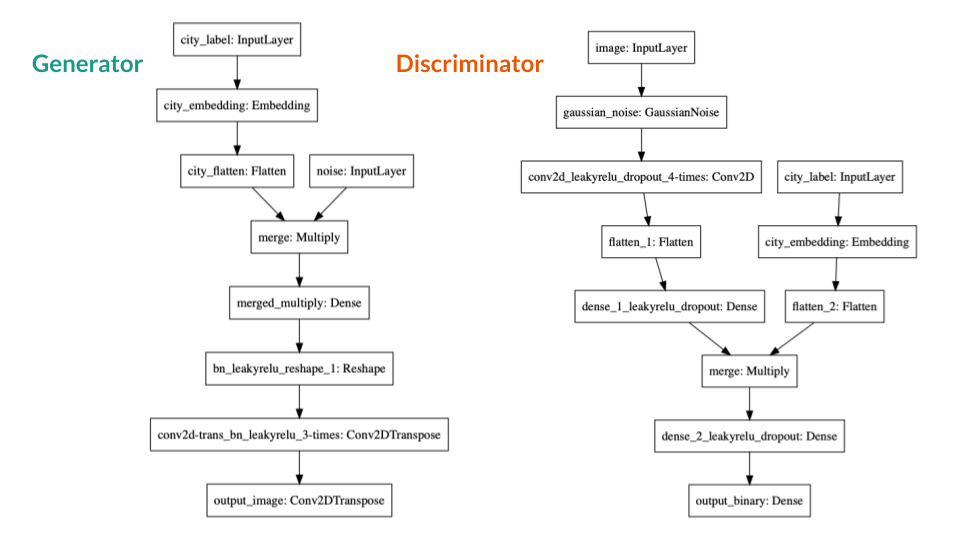 Generator
city_label: InputLayer
city_embedding: Embedding
city_flatten: Flatten
noise: InputLayer
merge: Multiply
merged_multiply: Dense
bn_leakyrelu_reshape_1: Reshape
conv2d-trans_bn_leakyrelu_3-times: Conv2DTranspose
output_image: Conv2DTranspose
Discriminator
image: InputLayer
gaussian_noise: GaussianNoise
conv2d_leakyrelu_dropout_4-times: Conv2D
city_label: InputLayer
flatten_1: Flatten
city_embedding: Embedding
dense_1_leakyrelu_dropout: Dense
flatten_2: Flatten
merge: Multiply
dense_2_leakyrelu_dropout: Dense
output_binary: Dense